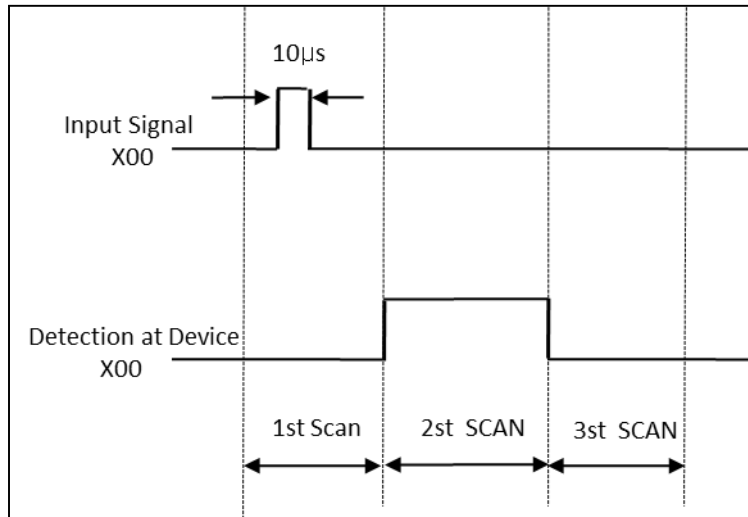 10μs
Input Signal
X00
Detection at Device
X00
1st Scan
2st SCAN
3st SCAN